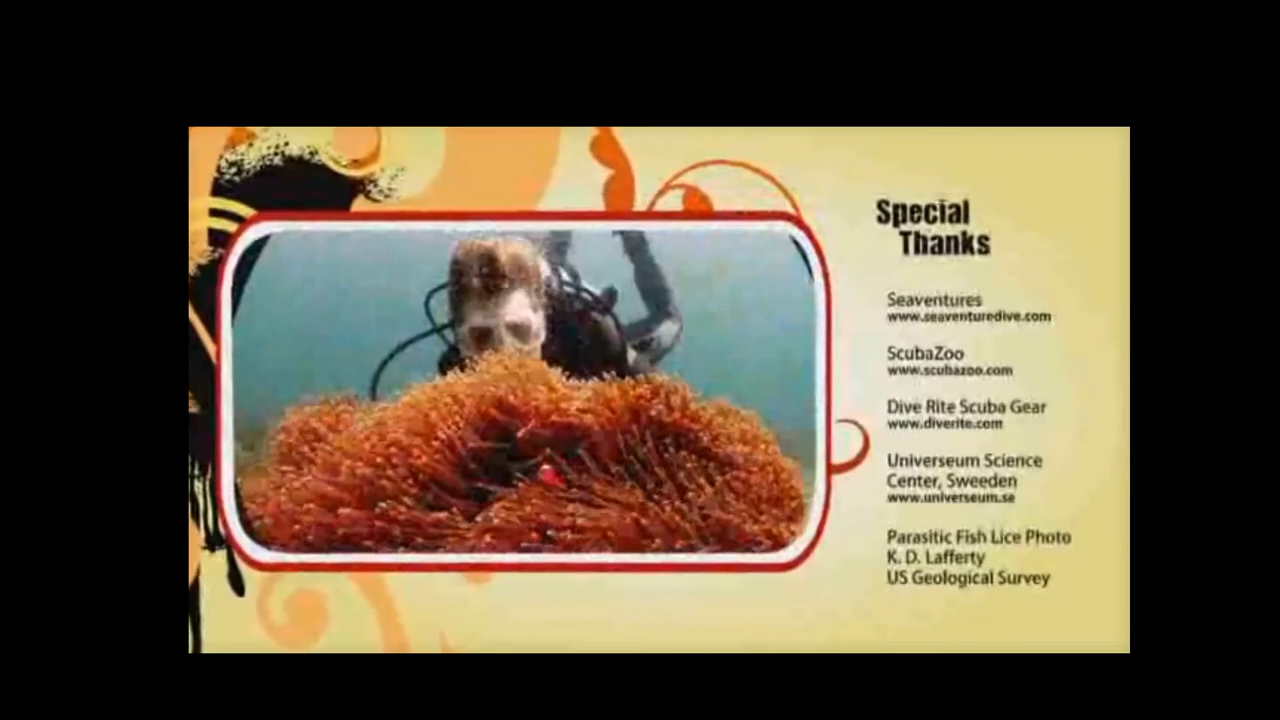 Special
Thanks
Seaventures
www.seaventuredive.com
ScubaZoo
www.scubazoo.com
Dive Rite Scuba Gear
www.diverite.com
Universeum Science
Center, Sweeden
www.universeum.se
Parasitic Fish Lice Photo
K. D. Lafferty
US Geological Survey